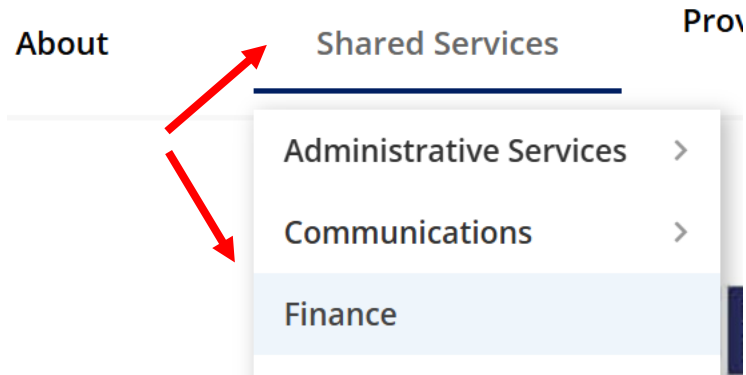 About
Shared Services
Administrative Services
Communications
Finance